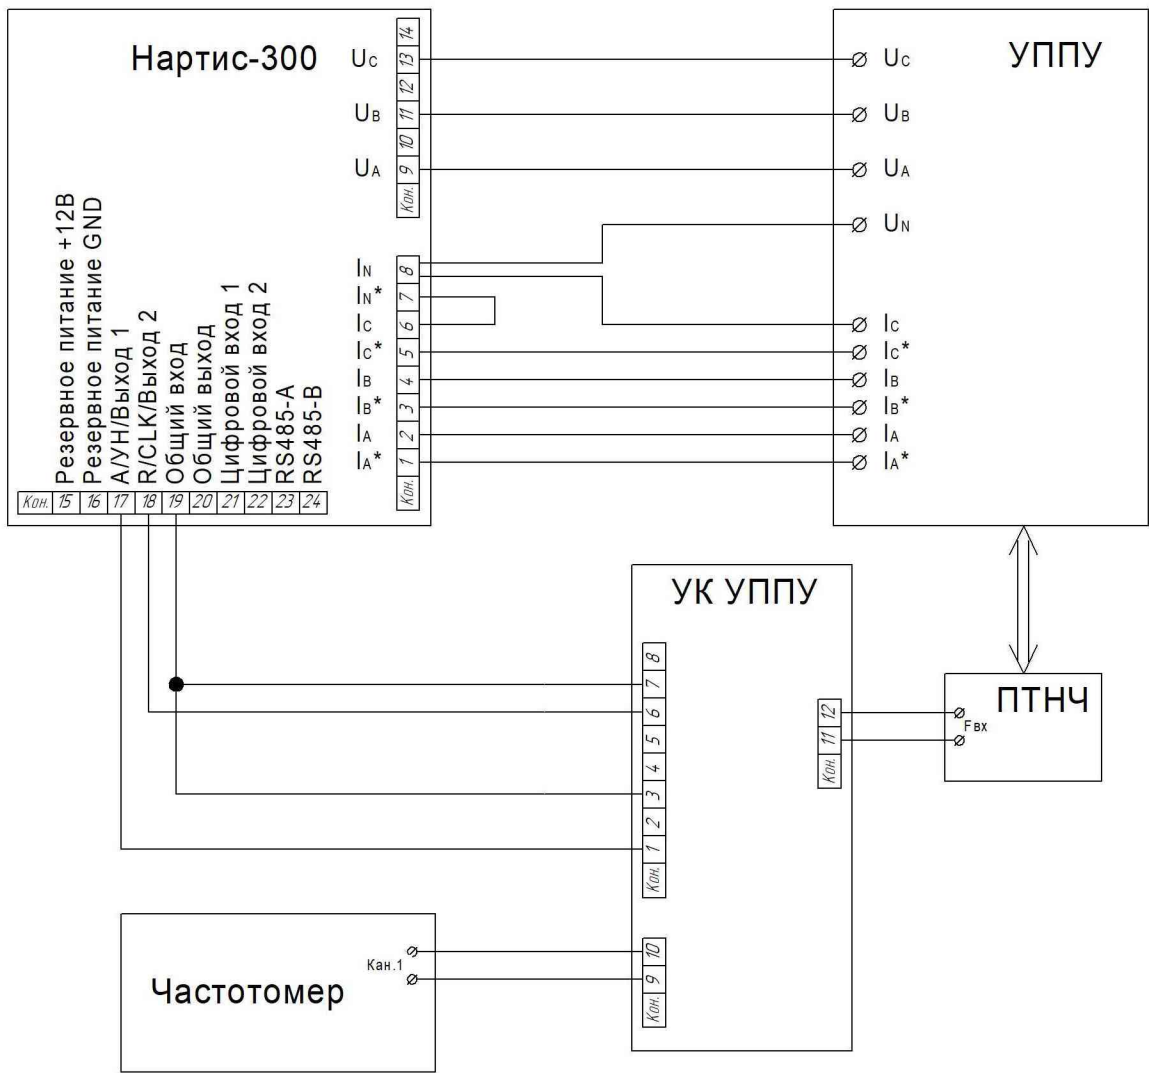 Нартис-300
UC
UB
UA
14
13
12
11
10
9
Кон.
IN
IN*
IC
IC*
IB
IB*
IA
IA*
8
7
6
5
4
3
2
1
Кон.
Резервное питание +12В
Резервное питание GND
А/УН/Выход 1
R/CLK/Выход 2
Общий вход
Общий выход
Цифровой вход 1
Цифровой вход 2
RS485-A
RS485-B
Кон. 15 16 17 18 19 20 21 22 23 24
УППУ
UC
UB
UA
UN
IC
IC*
IB
IB*
IA
IA*
УК УППУ
8
7
6
5
4
3
2
1
Кон.
10
9
Кон.
12
11
Кон.
ПТНЧ
Fвх
Частотомер
Кан.1